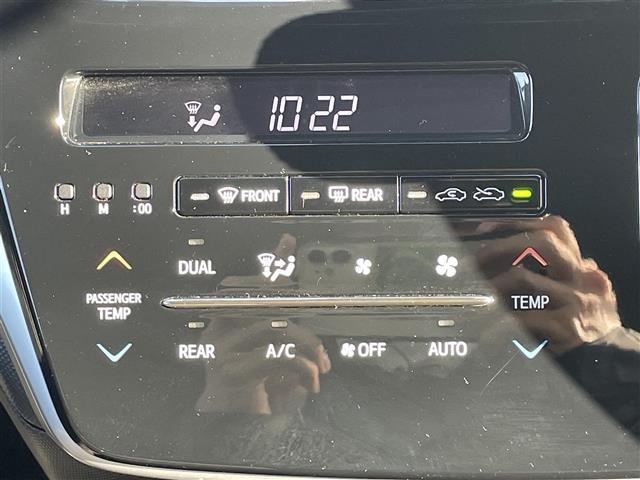 10 22
FRONT
REAR
H M :00
DUAL
PASSENGER
TEMP
TEMP
REAR A/C OFF AUTO